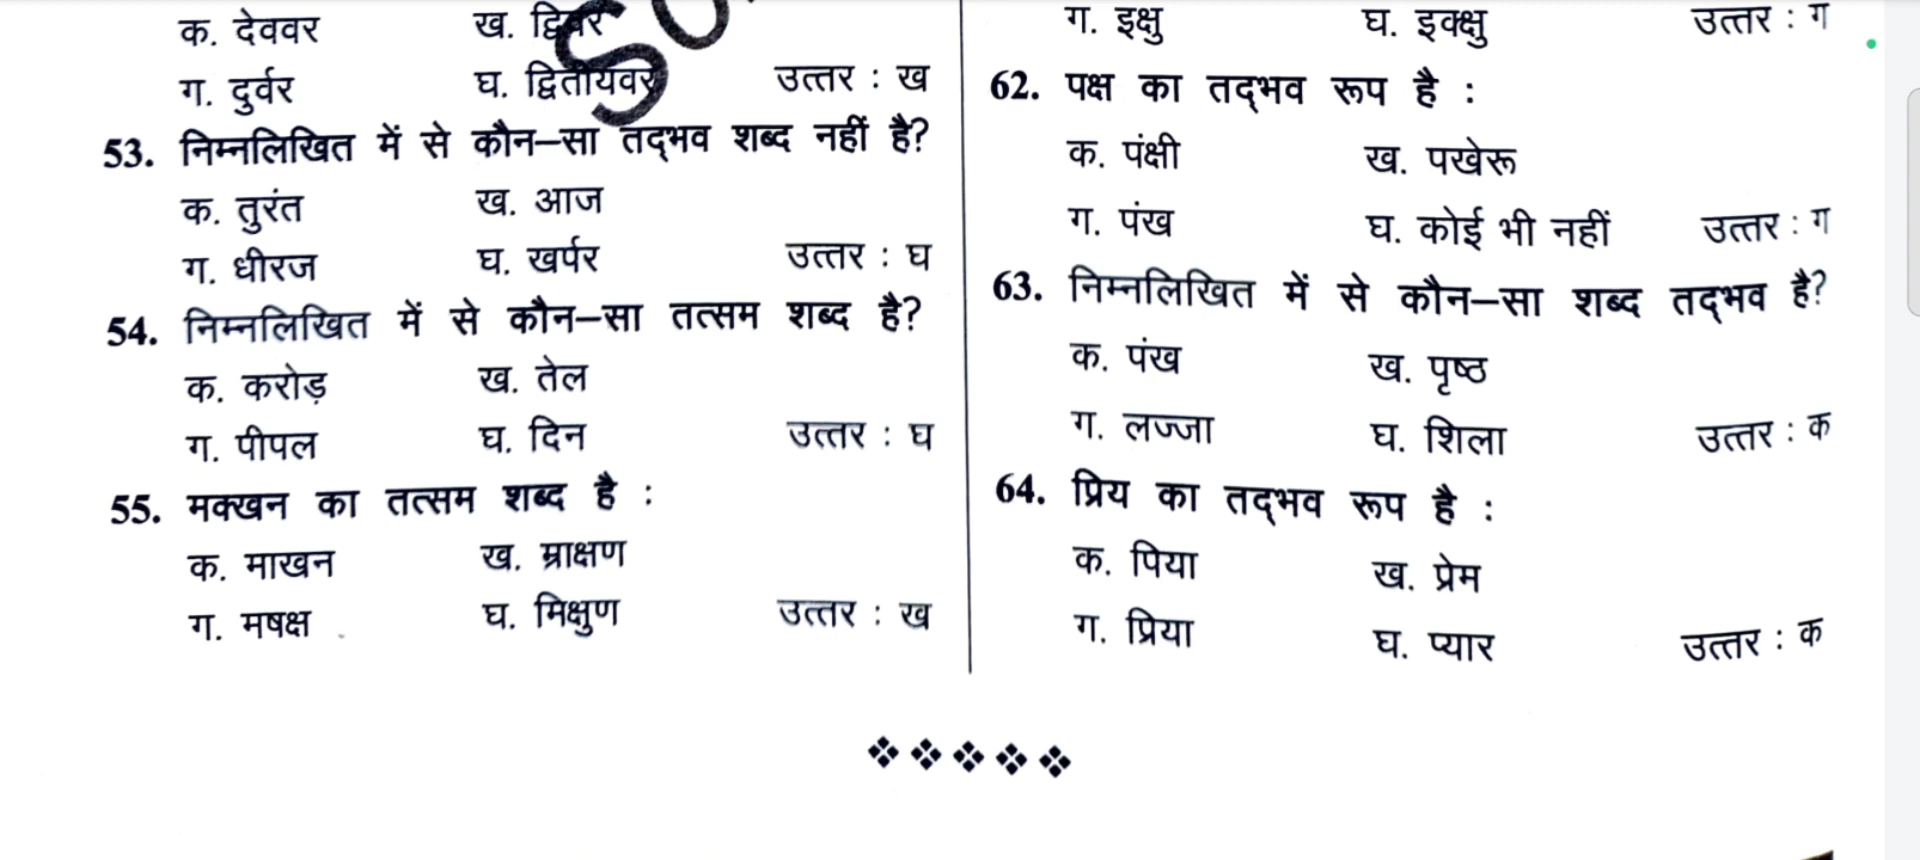 क. देववर ख. द्विवर
ग. दुर्वर घ. द्वितीयवर उत्तर : ख
53. निम्नलिखित में से कौन–सा तद्भव शब्द नहीं है?
क. तुरंत ख. आज
ग. धीरज घ. खर्पर उत्तर : घ
54. निम्नलिखित में से कौन–सा तत्सम शब्द है?
क. करोड़ ख. तेल
ग. पीपल घ. दिन उत्तर : घ
55. मक्खन का तत्सम शब्द है :
क. माखन ख. म्राक्षण
ग. मषक्ष घ. मिक्षुण उत्तर : ख
ग. इक्षु घ. इक्क्षु उत्तर : ग
62. पक्ष का तद्भव रूप है :
क. पंक्षी ख. पखेरू
ग. पंख घ. कोई भी नहीं उत्तर : ग
63. निम्नलिखित में से कौन–सा शब्द तद्भव है?
क. पंख ख. पृष्ठ
ग. लज्जा घ. शिला उत्तर : क
64. प्रिय का तद्भव रूप है :
क. पिया ख. प्रेम
ग. प्रिया घ. प्यार उत्तर : क